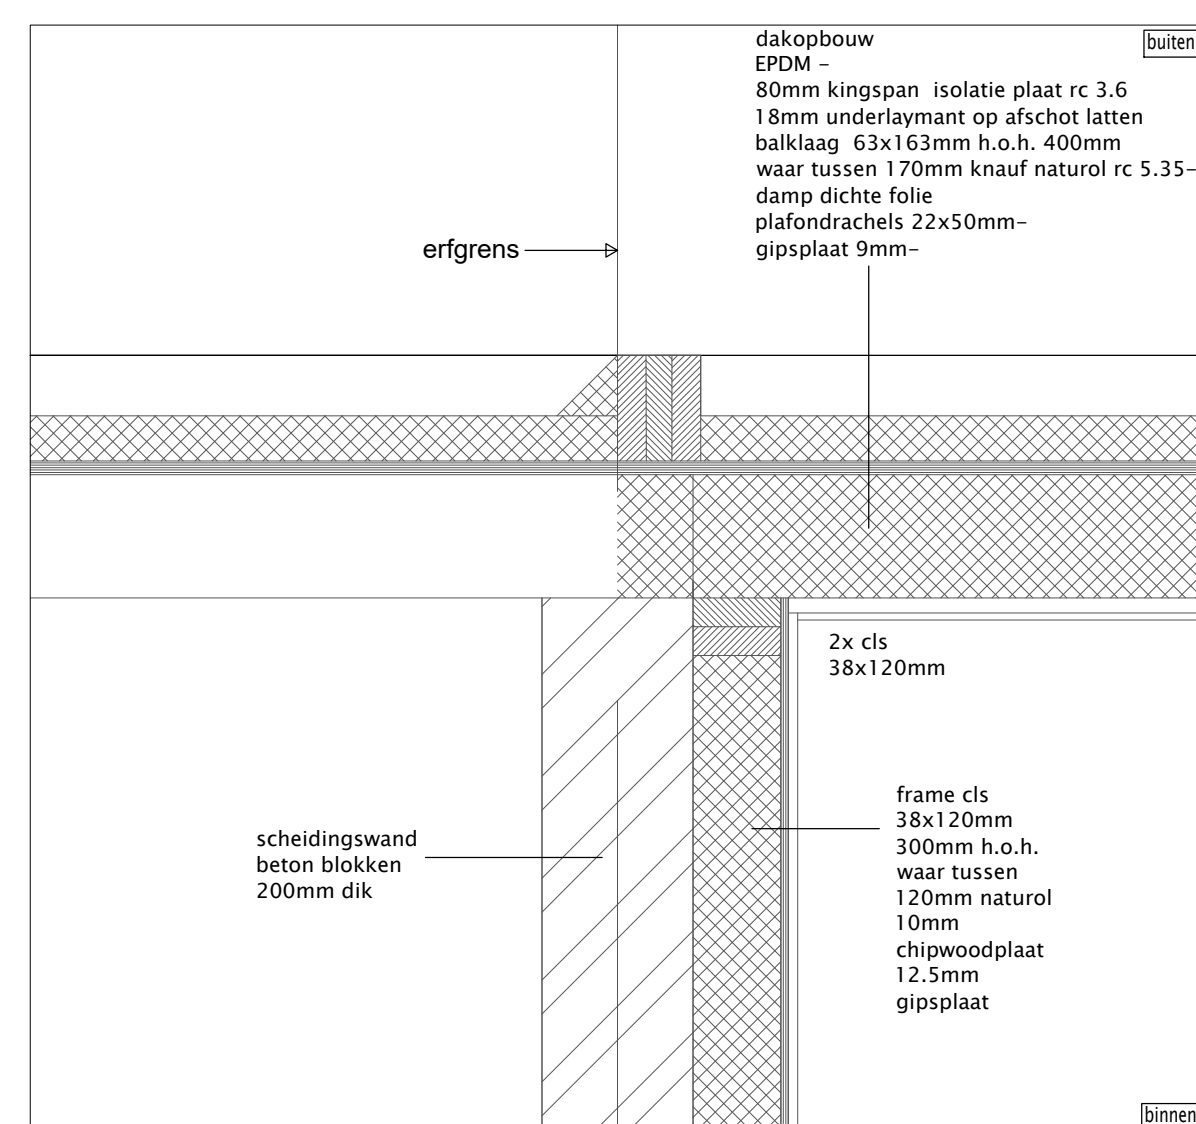 dakopbouw
EPDM –
80mm kingspan  isolatie plaat rc 3.6
18mm underlaymant op afschot latten
balklaag  63x163mm h.o.h. 400mm
waar tussen 170mm knauf naturol rc 5.35–
damp dichte folie
plafondrachels 22x50mm–
gipsplaat 9mm–
buiten
erfgrens
2x cls
38x120mm
scheidingswand
beton blokken
200mm dik
frame cls
38x120mm
300mm h.o.h.
waar tussen
120mm naturol
10mm
chipwoodplaat
12.5mm
gipsplaat
binnen